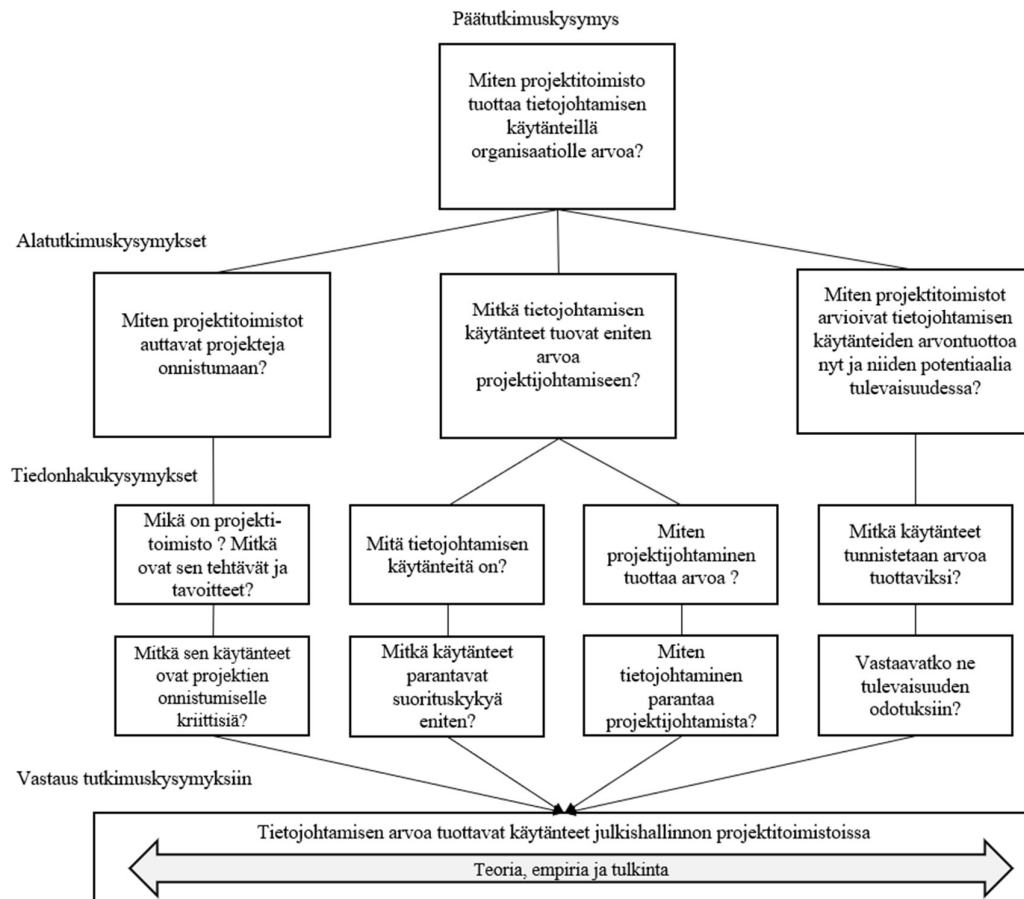 Päätutkimuskysymys
Miten projektitoimisto
tuottaa tietojohtamisen
käytänteillä
organisaatiolle arvoa?
Alatutkimuskysymykset
Miten projektitoimistot
auttavat projekteja
onnistumaan?
Mitkä tietojohtamisen
käytänteet tuovat eniten
arvoa
projektijohtamiseen?
Miten projektitoimistot
arvioivat tietojohtamisen
käytänteiden arvontuottoa
nyt ja niiden potentiaalia
tulevaisuudessa?
Tiedonhakukysymykset
Mikä on projekti-
toimisto ? Mitkä
ovat sen tehtävät ja
tavoitteet?
Mitä tietojohtamisen
käytänteitä on?
Miten
projektijohtaminen
tuottaa arvoa ?
Mitkä käytänteet
tunnistetaan arvoa
tuottaviksi?
Mitkä sen käytänteet
ovat projektien
onnistumiselle
kriittisiä?
Mitkä käytänteet
parantavat
suorituskykyä
eniten?
Miten
tietojohtaminen
parantaa
projektijohtamista?
Vastaavatko ne
tulevaisuuden
odotuksiin?
Vastaus tutkimuskysymyksiin
Tietojohtamisen arvoa tuottavat käytänteet julkishallinnon projektitoimistoissa
Teoria, empiria ja tulkinta